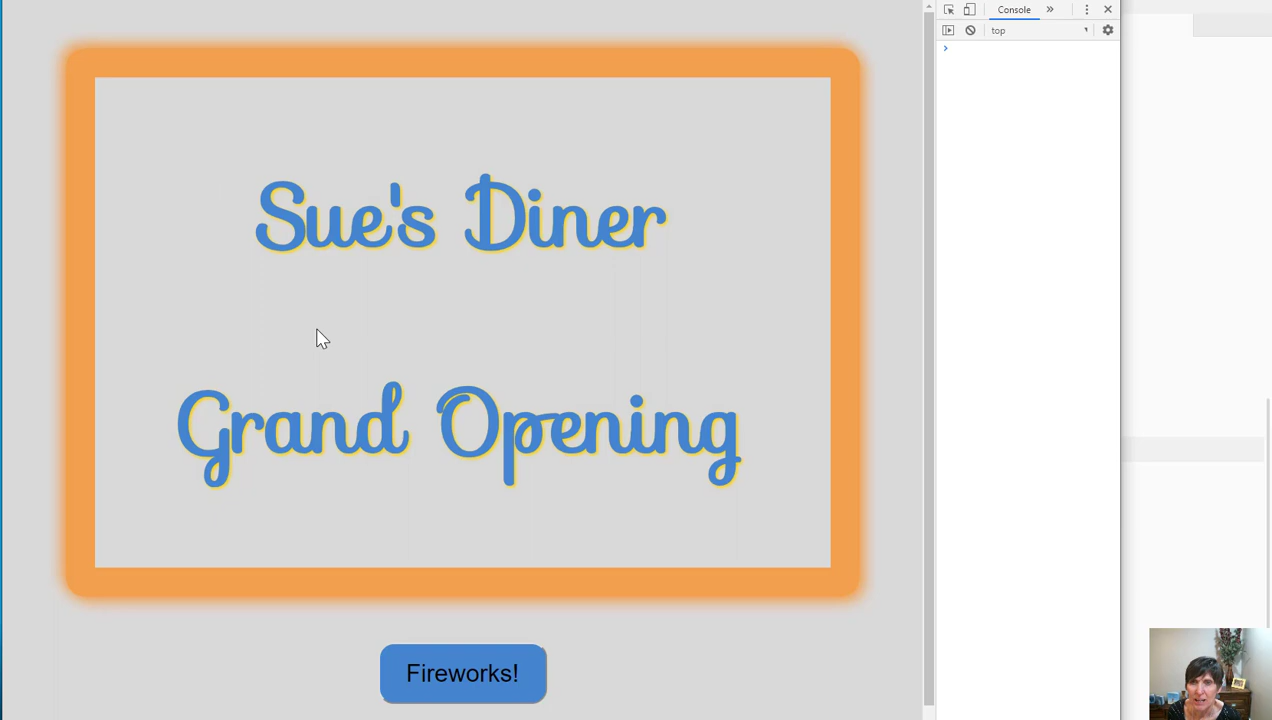 Console
top
Sue's Diner
Grand Opening
Fireworks!